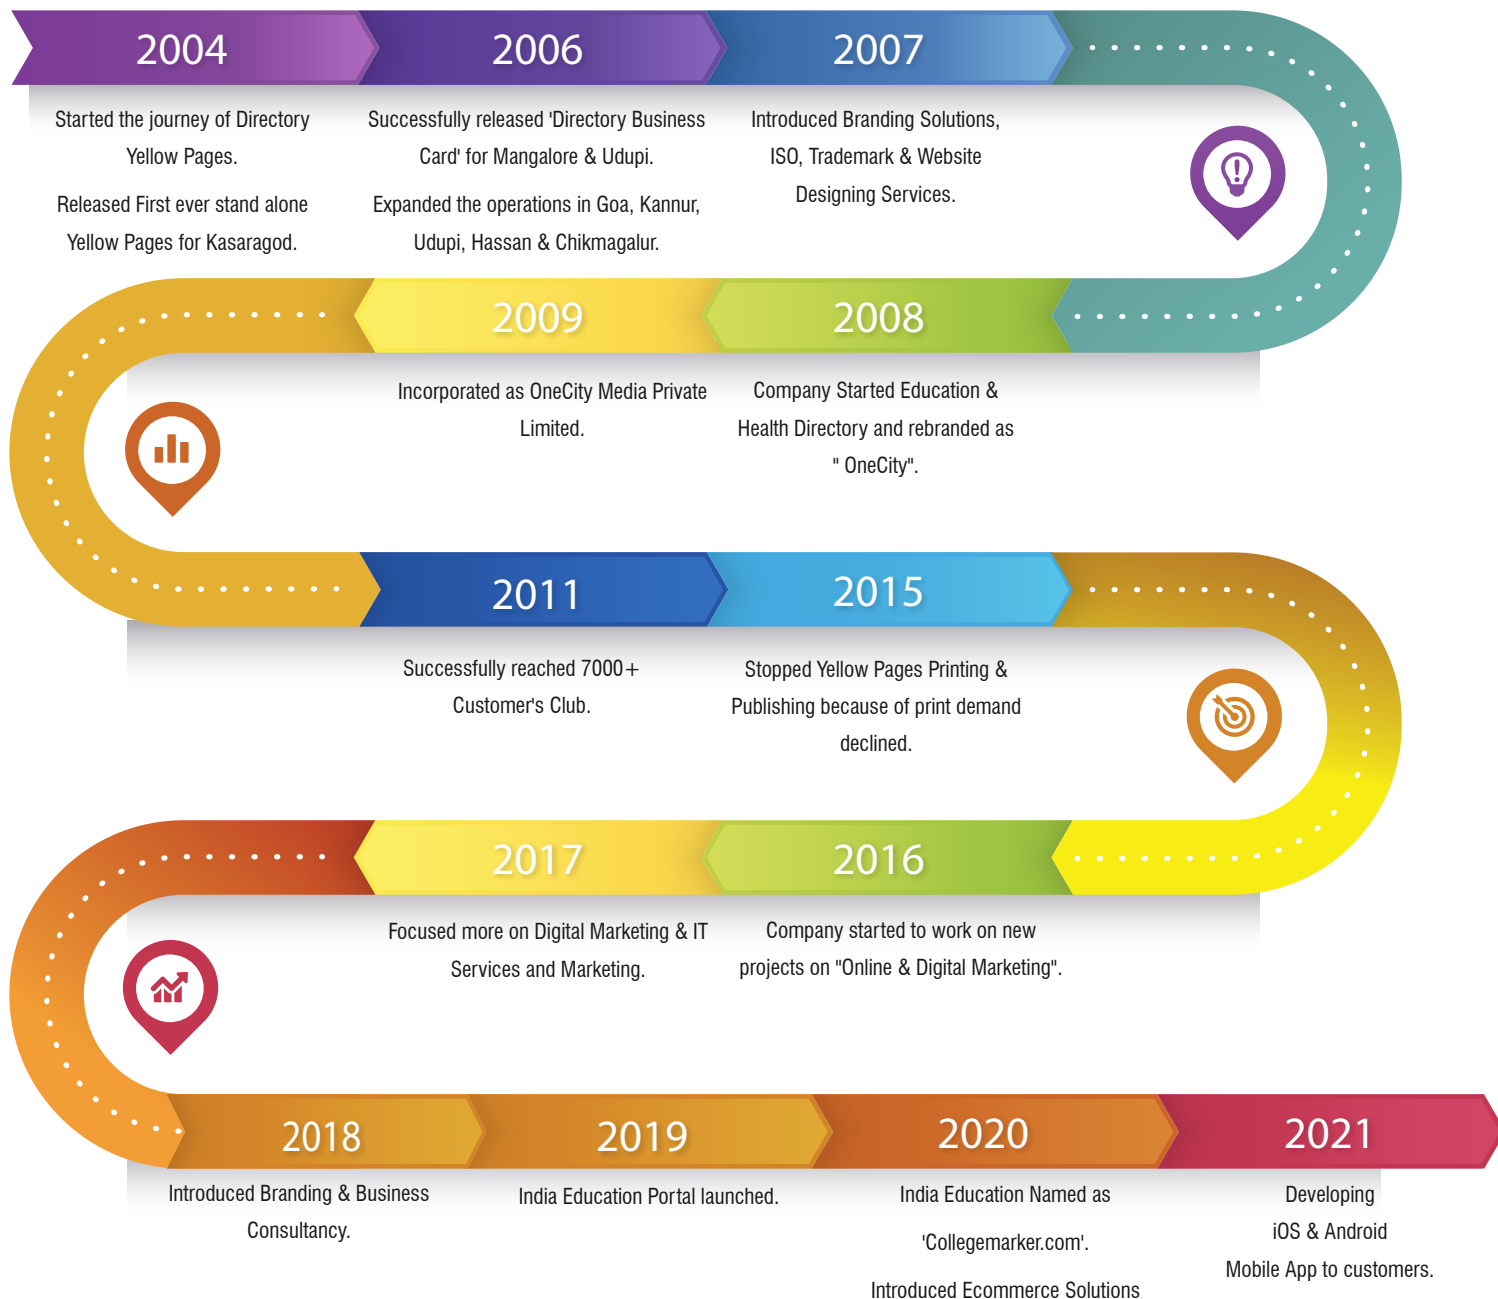 2004
Started the journey of Directory
Yellow Pages.
Released First ever stand alone
Yellow Pages for Kasaragod.
2006
Successfully released 'Directory Business
Card' for Mangalore & Udupi.
Expanded the operations in Goa, Kannur,
Udupi, Hassan & Chikmagalur.
2007
Introduced Branding Solutions,
ISO, Trademark & Website
Designing Services.
2008
Company Started Education &
Health Directory and rebranded as
" OneCity".
2009
Incorporated as OneCity Media Private
Limited.
2011
Successfully reached 7000+
Customer's Club.
2015
Stopped Yellow Pages Printing &
Publishing because of print demand
declined.
2016
Company started to work on new
projects on "Online & Digital Marketing".
2017
Focused more on Digital Marketing & IT
Services and Marketing.
2018
Introduced Branding & Business
Consultancy.
2019
India Education Portal launched.
2020
India Education Named as
'Collegemarker.com'.
Introduced Ecommerce Solutions
2021
Developing
iOS & Android
Mobile App to customers.